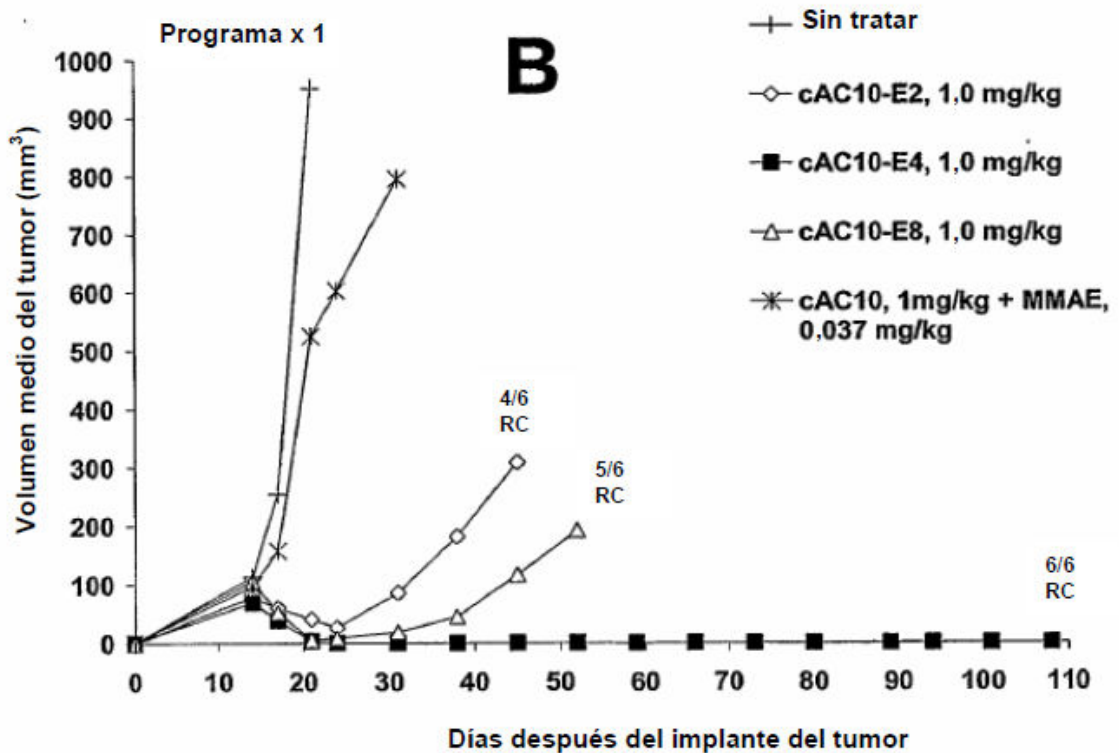 Programa x 1
B
Sin tratar
cAC10-E2, 1,0 mg/kg
cAC10-E4, 1,0 mg/kg
cAC10-E8, 1,0 mg/kg
cAC10, 1mg/kg + MMAE,
0,037 mg/kg
Volumen medio del tumor (mm³)
1000
900
800
700
600
500
400
300
200
100
0
4/6
RC
5/6
RC
6/6
RC
0 10 20 30 40 50 60 70 80 90 100 110
Días después del implante del tumor